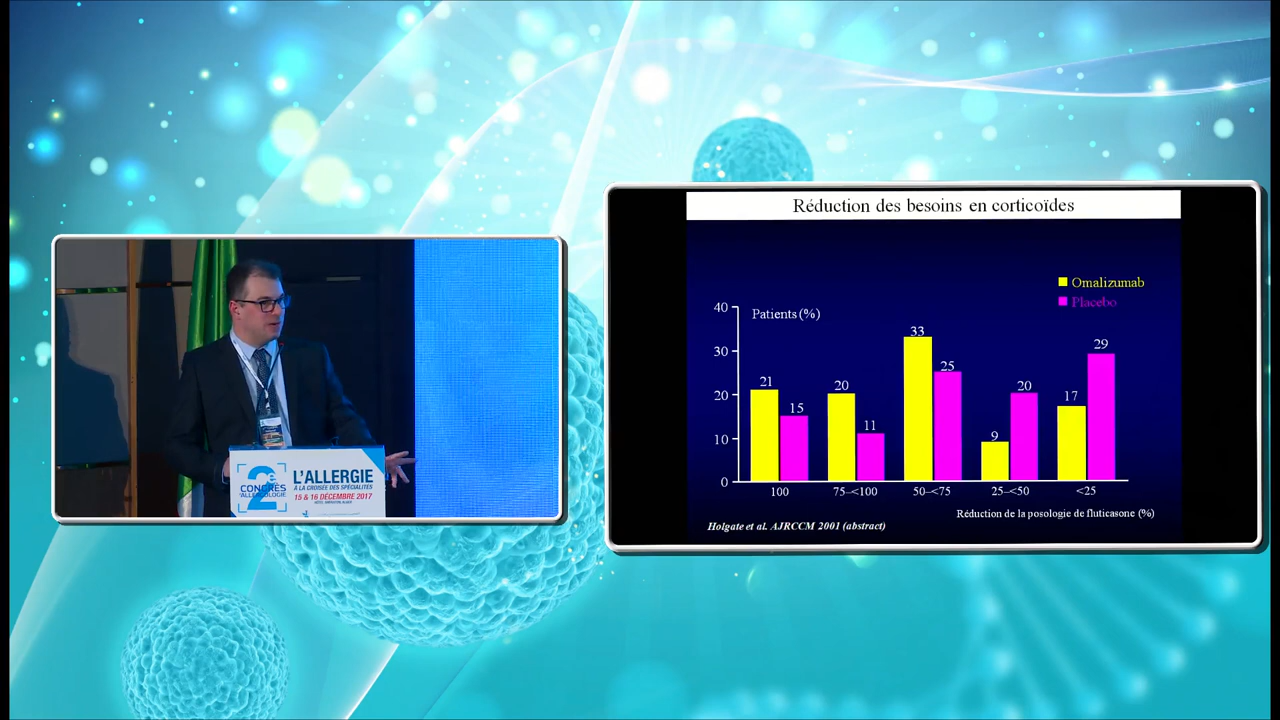 2e
CONGRÈS
D'ALLERGOLOGIE
L'ALLERGIE
À LA CROISÉE DES SPÉCIALITÉS
15 & 16 DÉCEMBRE 2017
Réduction des besoins en corticoïdes
Omalizumab
Placebo
Patients (%)
40
30
20
10
0
21 15 20 11 33 25 9 20 17 29
100 75–<100 50–<75 25–<50 <25
Réduction de la posologie de fluticasone (%)
Holgate et al. AJRCCM 2001 (abstract)